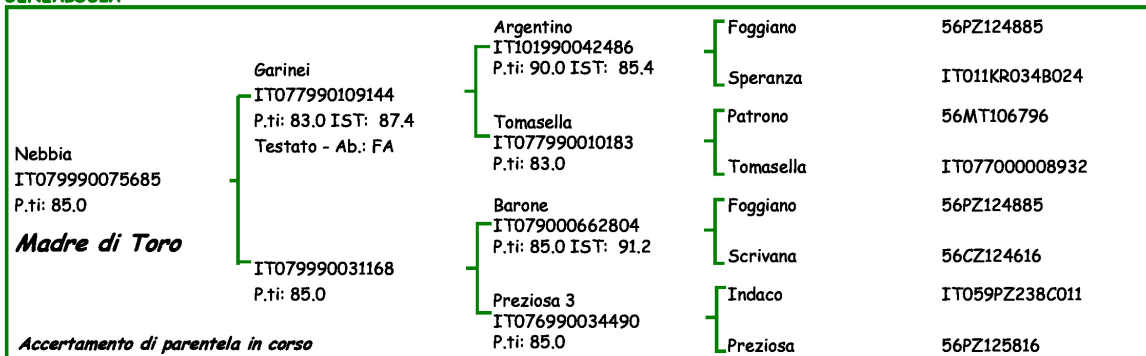 GENEALOGIA
Nebbia
IT079990075685
P.ti: 85.0
Madre di Toro
Accertamento di parentela in corso
Garinei
IT077990109144
P.ti: 83.0 IST: 87.4
Testato - Ab.: FA
IT079990031168
P.ti: 85.0
Argentino
IT101990042486
P.ti: 90.0 IST: 85.4
Tomasella
IT077990010183
P.ti: 83.0
Barone
IT079000662804
P.ti: 85.0 IST: 91.2
Preziosa 3
IT076990034490
P.ti: 85.0
Foggiano 56PZ124885
Speranza IT011KR034B024
Patrono 56MT106796
Tomasella IT077000008932
Foggiano 56PZ124885
Scrivana 56CZ124616
Indaco IT059PZ238C011
Preziosa 56PZ125816